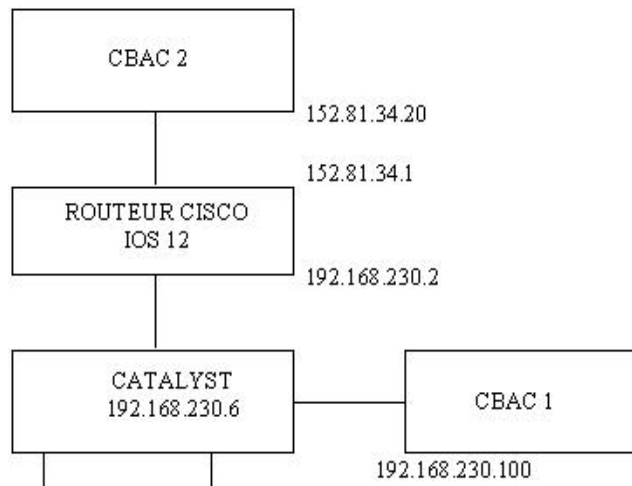 CBAC 2
152.81.34.20
152.81.34.1
ROUTEUR CISCO
IOS 12
192.168.230.2
CATALYST
192.168.230.6
CBAC 1
192.168.230.100